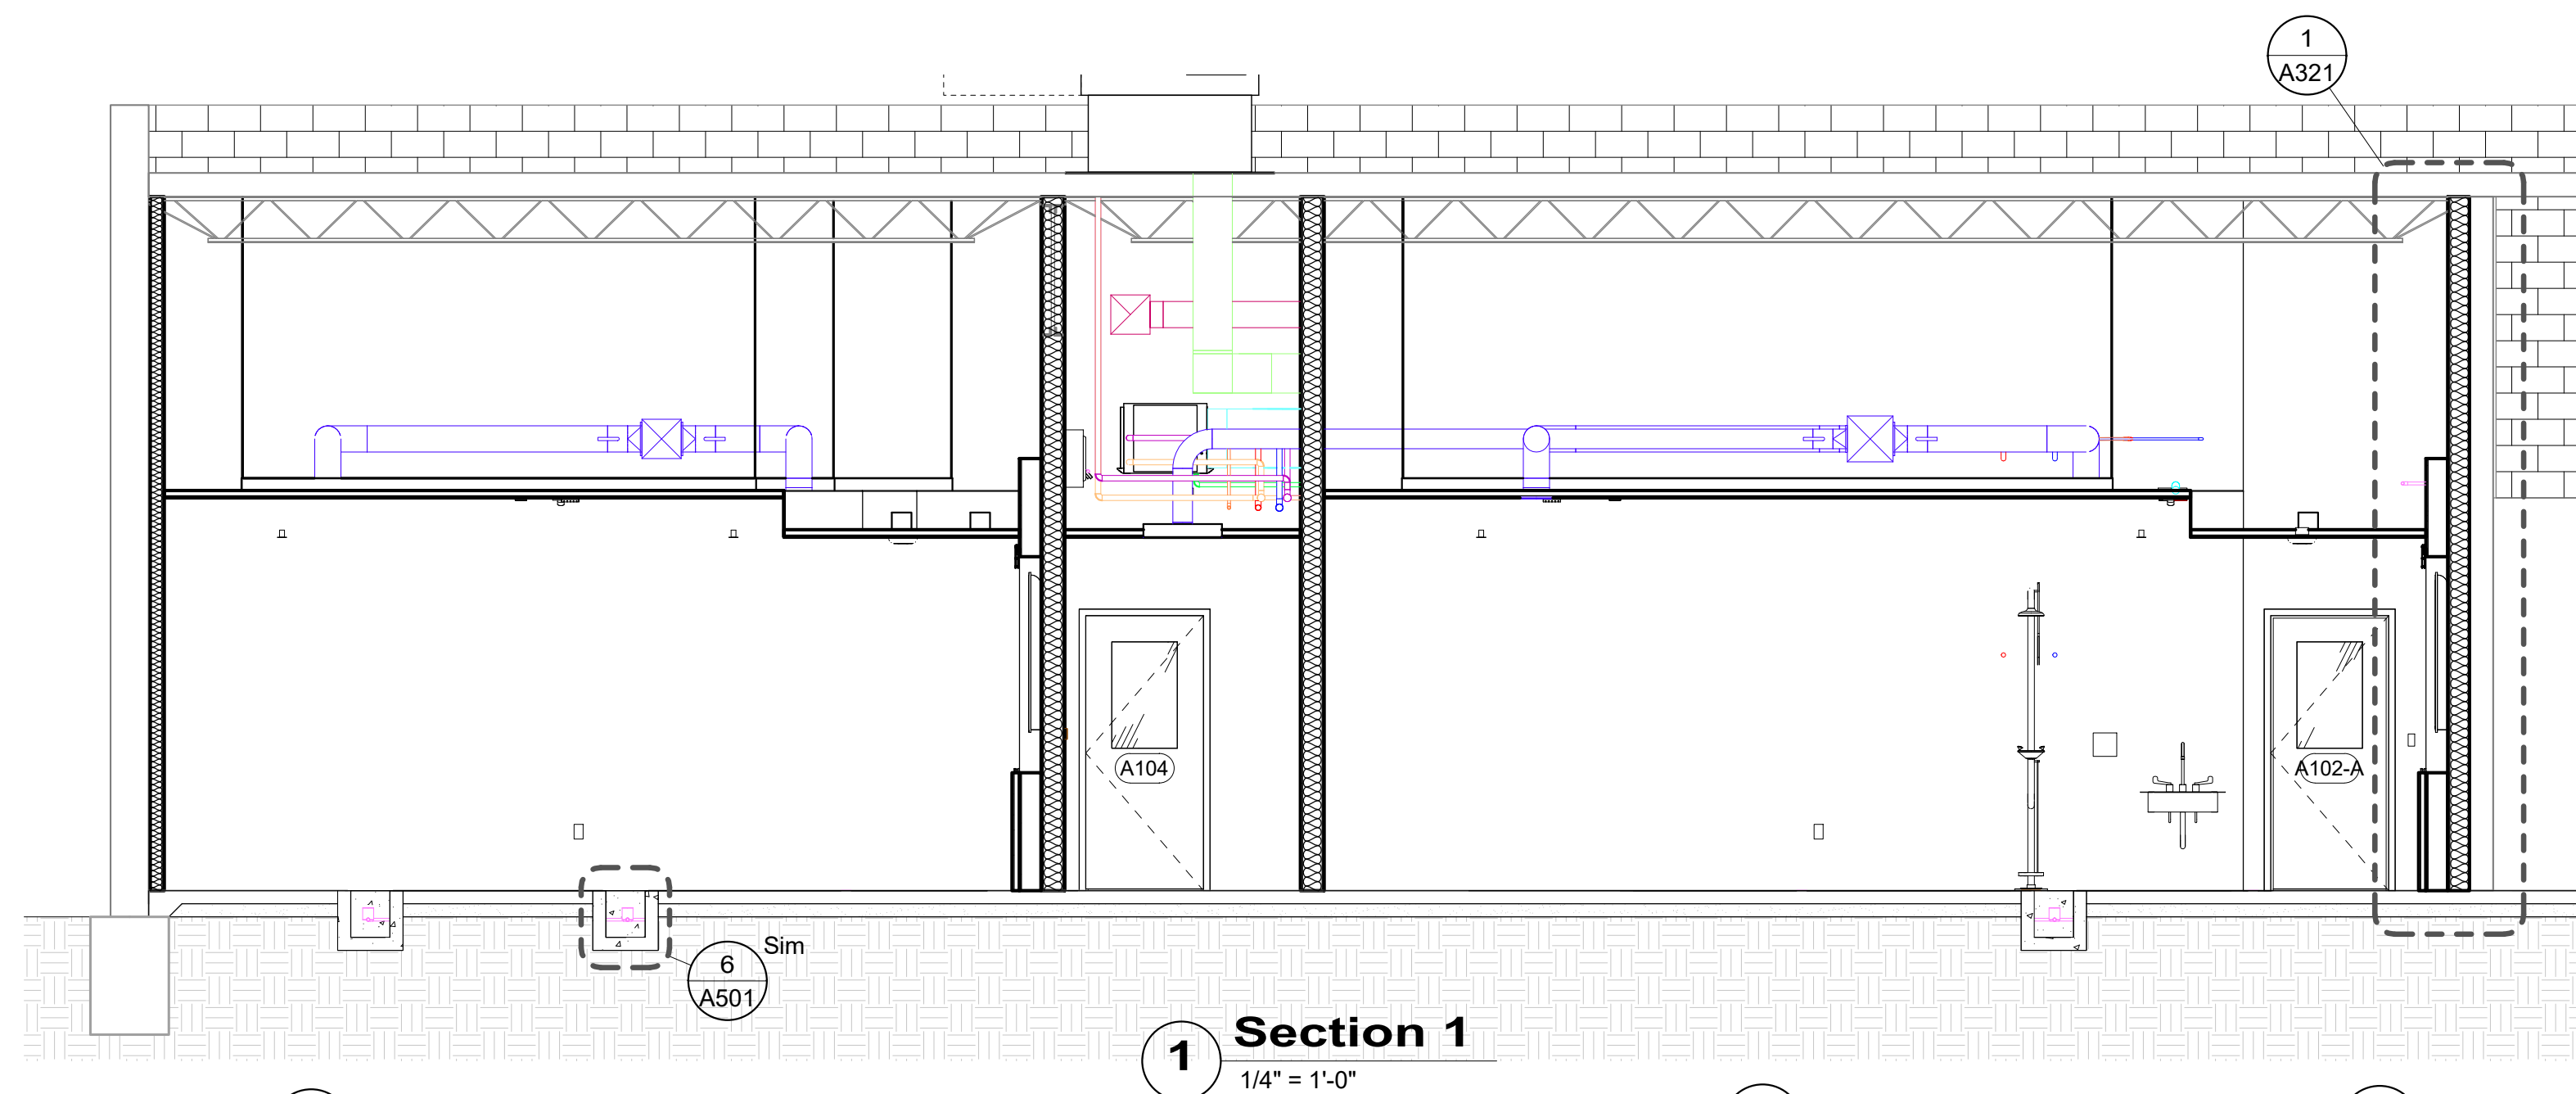 1
A321
A104
A102-A
Sim
6
A501
1
Section 1
1/4" = 1'-0"